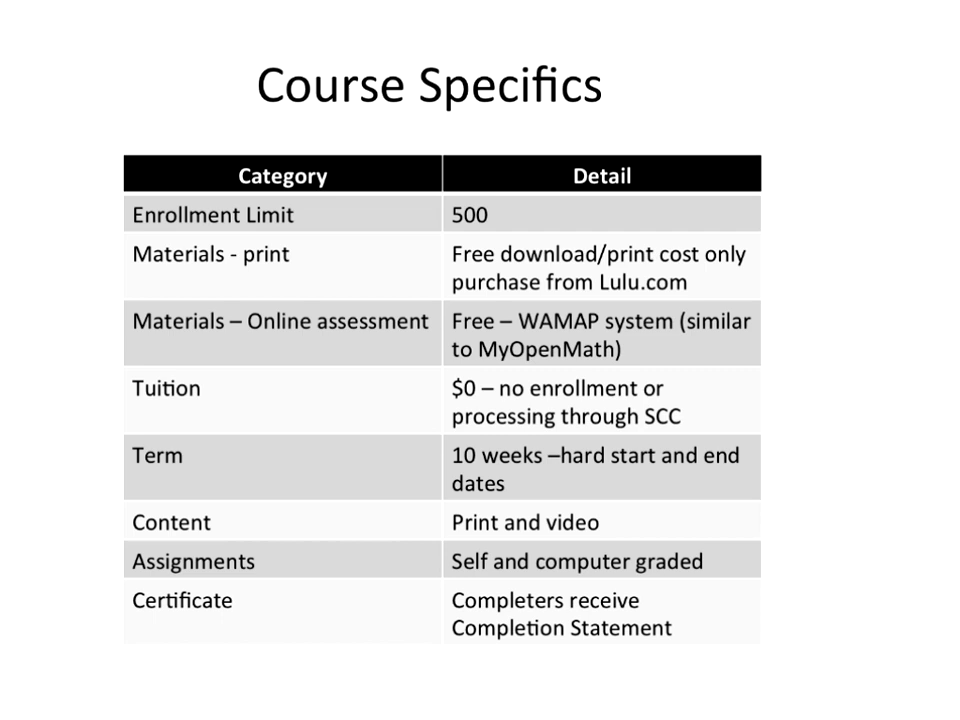 Course Specifics
Category Detail
Enrollment Limit 500
Materials - print Free download/print cost only
purchase from Lulu.com
Materials – Online assessment Free – WAMAP system (similar
to MyOpenMath)
Tuition $0 – no enrollment or
processing through SCC
Term 10 weeks –hard start and end
dates
Content Print and video
Assignments Self and computer graded
Certificate Completers receive
Completion Statement